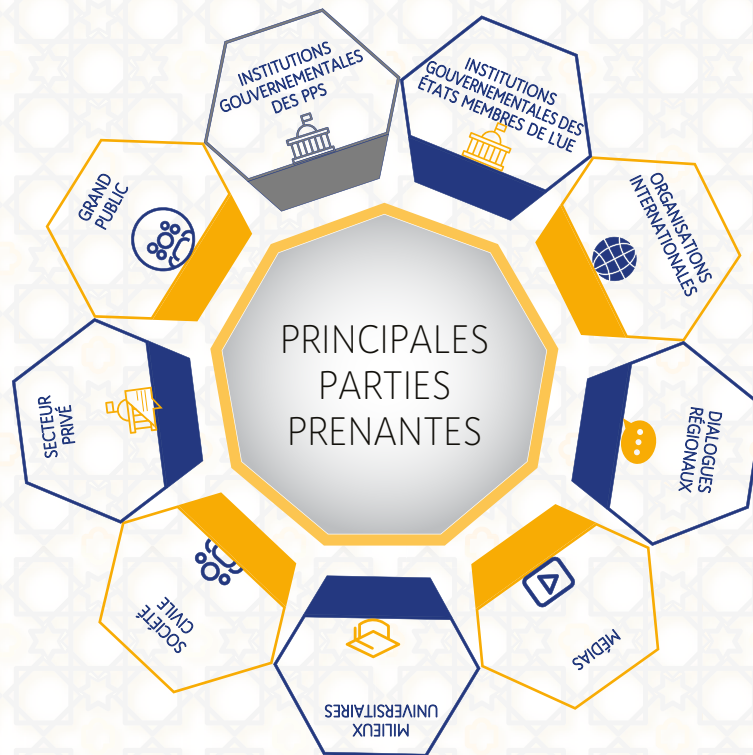 INSTITUTIONS
GOUVERNEMENTALES
DES PPS
INSTITUTIONS
GOUVERNEMENTALES DES
ÉTATS MEMBRES DE L'UE
ORGANISATIONS
INTERNATIONALES
DIALOGUES
RÉGIONAUX
MÉDIAS
MILIEUX
UNIVERSITAIRES
SOCIÉTÉ
CIVILE
SECTEUR
PRIVÉ
GRAND
PUBLIC
PRINCIPALES
PARTIES
PRENANTES